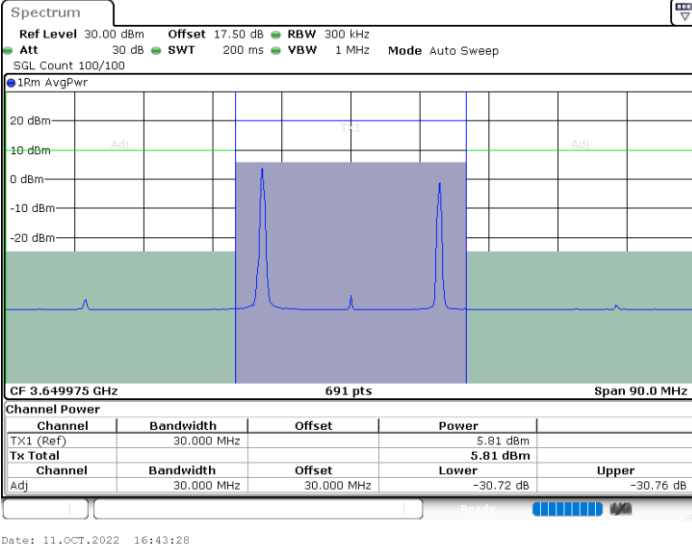 Spectrum
Ref Level 30.00 dBm Offset 17.50 dB RBW 300 kHz
Att 30 dB SWT 200 ms VBW 1 MHz Mode Auto Sweep
SGL Count 100/100
1Rm AvgPwr
20 dBm
TX1
Adj
Adj
10 dBm
0 dBm
-10 dBm
-20 dBm
CF 3.649975 GHz 691 pts Span 90.0 MHz
Channel Power
Channel Bandwidth Offset Power
TX1 (Ref) 30.000 MHz 5.81 dBm
Tx Total 5.81 dBm
Channel Bandwidth Offset Lower Upper
Adj 30.000 MHz 30.000 MHz -30.72 dB -30.76 dB
Ready
Date: 11.OCT.2022 16:43:28